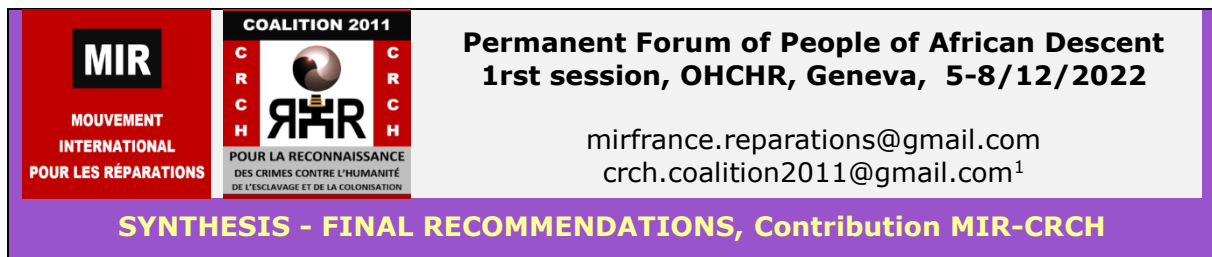 MIR
MOUVEMENT
INTERNATIONAL
POUR LES RÉPARATIONS
COALITION 2011
C R C H
C R C H
RHR
POUR LA RECONNAISSANCE
DES CRIMES CONTRE L'HUMANITÉ
DE L'ESCLAVAGE ET DE LA COLONISATION
Permanent Forum of People of African Descent
1rst session, OHCHR, Geneva, 5-8/12/2022
mirfrance.reparations@gmail.com
crch.coalition2011@gmail.com¹
SYNTHESIS - FINAL RECOMMENDATIONS, Contribution MIR-CRCH